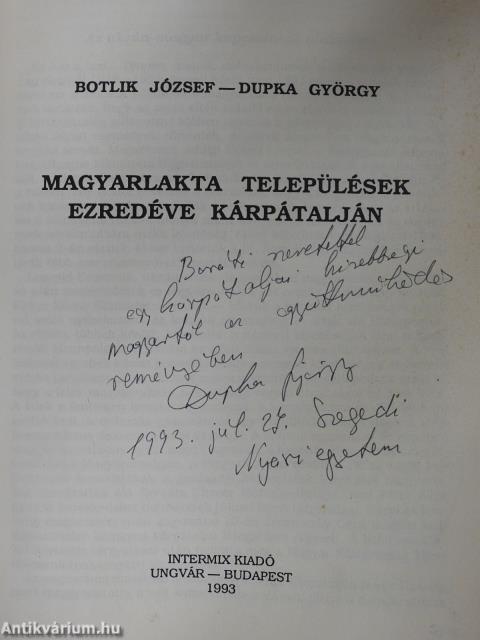 BOTLIK JÓZSEF — DUPKA GYÖRGY
MAGYARLAKTA TELEPÜLÉSEK
EZREDÉVE KÁRPÁTALJÁN
Baráti szeretettel
egy kárpátaljai kisebbségi
magyartól az együttműködés
reményében
Dupka György
1993. júl. 27. Szegedi
Nyári egyetem
INTERMIX KIADÓ
UNGVÁR — BUDAPEST
1993
Antikvárium.hu